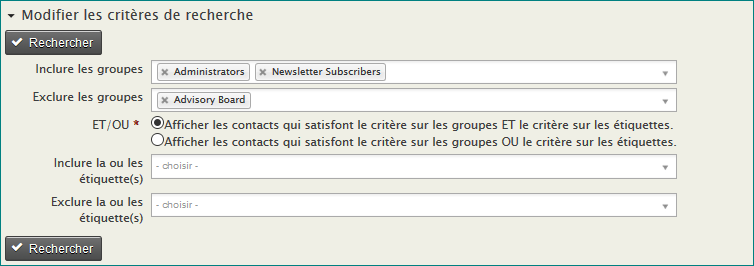 Modifier les critères de recherche
Rechercher
Inclure les groupes
Administrators Newsletter Subscribers
Exclure les groupes
Advisory Board
ET/OU *
Afficher les contacts qui satisfont le critère sur les groupes ET le critère sur les étiquettes.
Afficher les contacts qui satisfont le critère sur les groupes OU le critère sur les étiquettes.
Inclure la ou les
étiquette(s)
- choisir -
Exclure la ou les
étiquette(s)
- choisir -
Rechercher